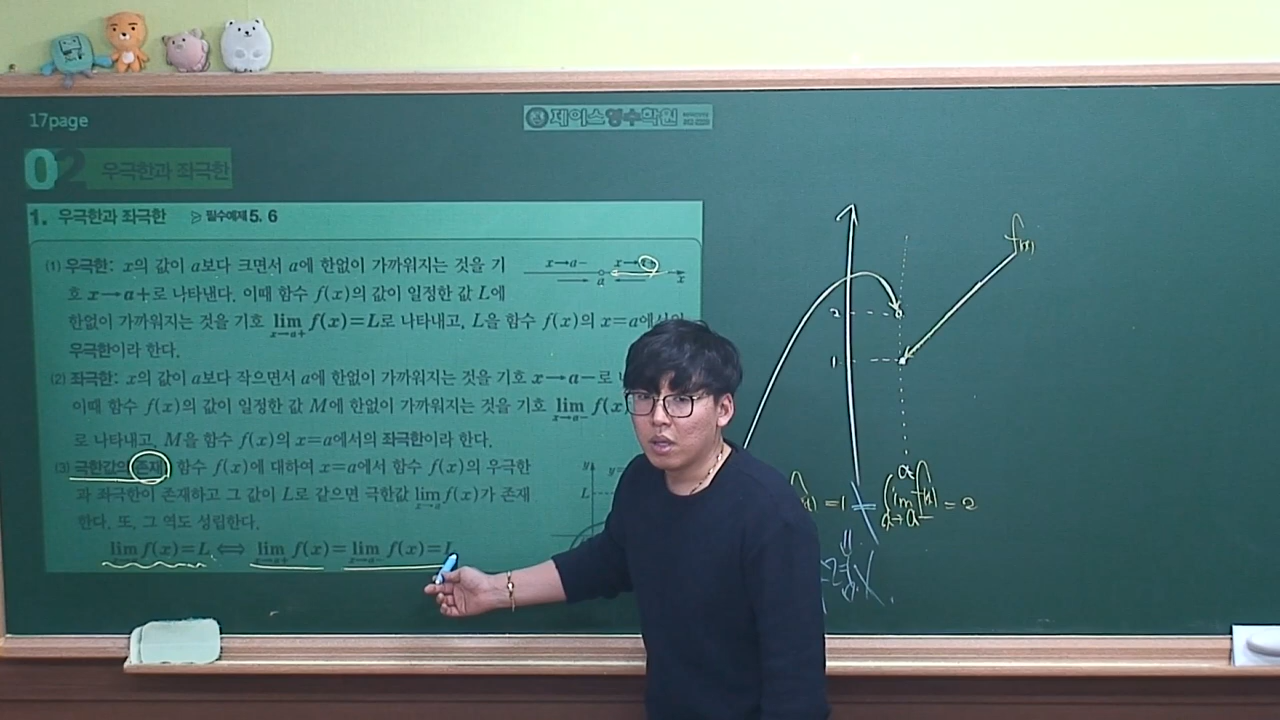 17page
제이스영수학원
02 우극한과 좌극한
1. 우극한과 좌극한 ≫ 필수예제 5, 6
(1) 우극한: x의 값이 a보다 크면서 a에 한없이 가까워지는 것을 기
호 x→a+로 나타낸다. 이때 함수 f(x)의 값이 일정한 값 L에
한없이 가까워지는 것을 기호 lim x→a+ f(x)=L로 나타내고, L을 함수 f(x)의 x=a에서의
우극한이라 한다.
x→a−
a
x
(2) 좌극한: x의 값이 a보다 작으면서 a에 한없이 가까워지는 것을 기호 x→a−로
이때 함수 f(x)의 값이 일정한 값 M에 한없이 가까워지는 것을 기호 lim x→a− f(x
로 나타내고, M을 함수 f(x)의 x=a에서의 좌극한이라 한다.
(3) 극한값의 존재: 함수 f(x)에 대하여 x=a에서 함수 f(x)의 우극한
과 좌극한이 존재하고 그 값이 L로 같으면 극한값 lim x→a f(x)가 존재
한다. 또, 그 역도 성립한다.
lim x→a f(x)=L ⟺ lim x→a+ f(x)=lim x→a− f(x)=L
y
L
f(x)
2
1
a
=1 ≠ lim x→a− f(x)=2